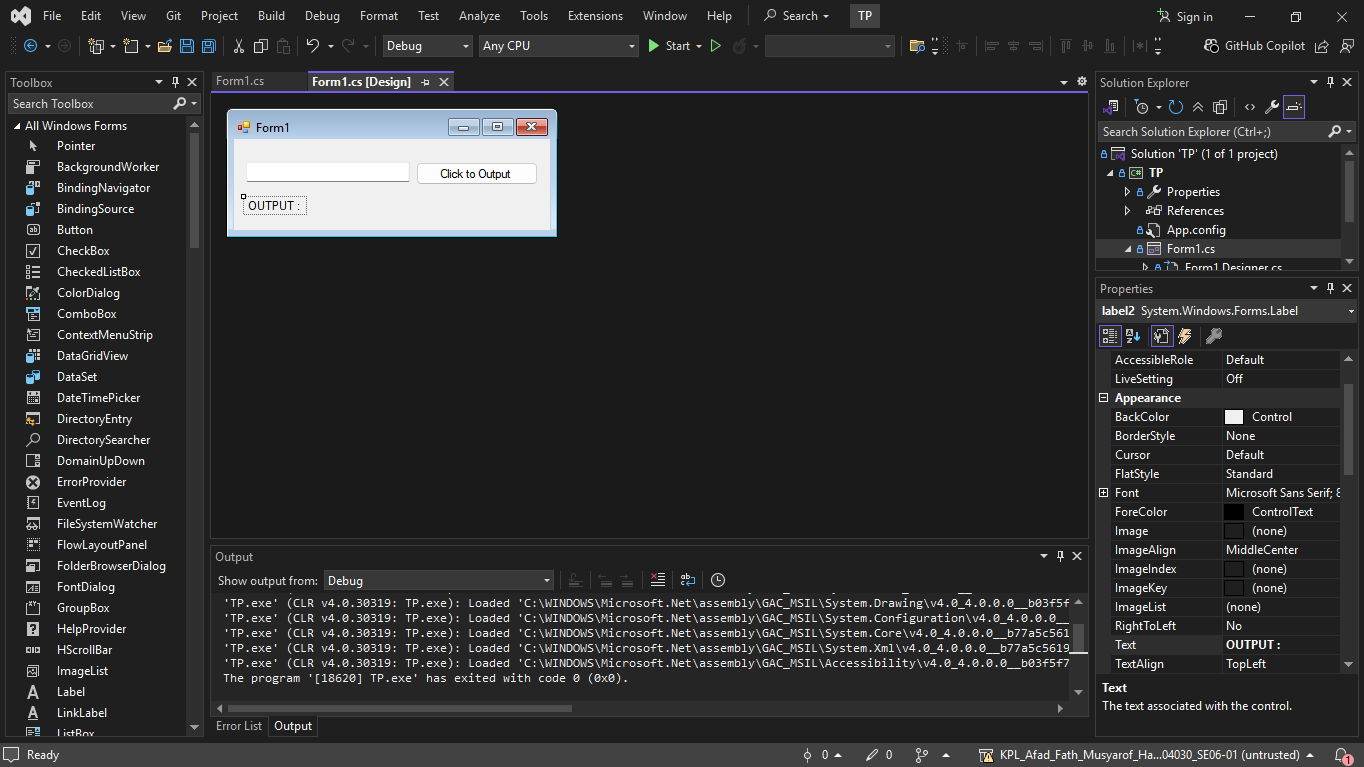 File Edit View Git Project Build Debug Format Test Analyze Tools Extensions Window Help Search TP Sign in
Debug Any CPU Start GitHub Copilot
Toolbox
Search Toolbox
All Windows Forms
Pointer
BackgroundWorker
BindingNavigator
BindingSource
Button
CheckBox
CheckedListBox
ColorDialog
ComboBox
ContextMenuStrip
DataGridView
DataSet
DateTimePicker
DirectoryEntry
DirectorySearcher
DomainUpDown
ErrorProvider
EventLog
FileSystemWatcher
FlowLayoutPanel
FolderBrowserDialog
FontDialog
GroupBox
HelpProvider
HScrollBar
ImageList
Label
LinkLabel
ListBox
Form1.cs Form1.cs [Design]
Form1
Click to Output
OUTPUT :
Output
Show output from: Debug
'TP.exe' (CLR v4.0.30319: TP.exe): Loaded 'C:\WINDOWS\Microsoft.Net\assembly\GAC_MSIL\System.Drawing\v4.0_4.0.0.0__b03f5f
'TP.exe' (CLR v4.0.30319: TP.exe): Loaded 'C:\WINDOWS\Microsoft.Net\assembly\GAC_MSIL\System.Configuration\v4.0_4.0.0.0__
'TP.exe' (CLR v4.0.30319: TP.exe): Loaded 'C:\WINDOWS\Microsoft.Net\assembly\GAC_MSIL\System.Core\v4.0_4.0.0.0__b77a5c561
'TP.exe' (CLR v4.0.30319: TP.exe): Loaded 'C:\WINDOWS\Microsoft.Net\assembly\GAC_MSIL\System.Xml\v4.0_4.0.0.0__b77a5c5619
'TP.exe' (CLR v4.0.30319: TP.exe): Loaded 'C:\WINDOWS\Microsoft.Net\assembly\GAC_MSIL\Accessibility\v4.0_4.0.0.0__b03f5f7
The program '[18620] TP.exe' has exited with code 0 (0x0).
Error List Output
Solution Explorer
Search Solution Explorer (Ctrl+;)
Solution 'TP' (1 of 1 project)
C# TP
Properties
References
App.config
Form1.cs
Form1.Designer.cs
Properties
label2 System.Windows.Forms.Label
AccessibleRole Default
LiveSetting Off
Appearance
BackColor Control
BorderStyle None
Cursor Default
FlatStyle Standard
Font Microsoft Sans Serif; 8
ForeColor ControlText
Image (none)
ImageAlign MiddleCenter
ImageIndex (none)
ImageKey (none)
ImageList (none)
RightToLeft No
Text OUTPUT :
TextAlign TopLeft
Text
The text associated with the control.
Ready 0 0 KPL_Afad_Fath_Musyarof_Ha...04030_SE06-01 (untrusted) 1